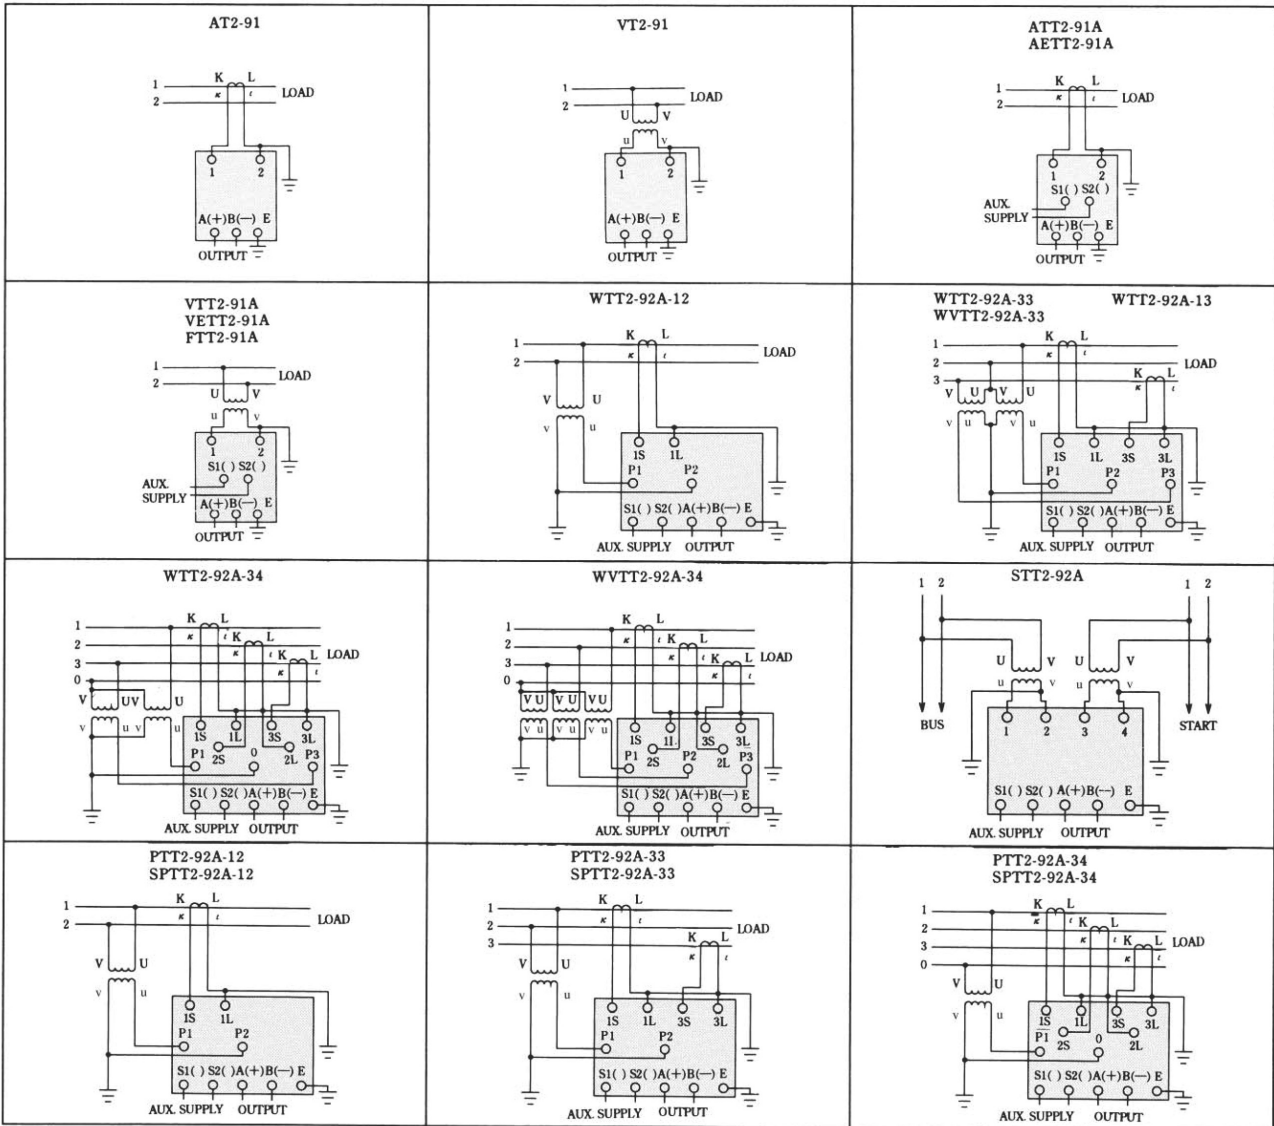 AT2-91
K L
1
κ ι LOAD
2
1 2
A(+)B(—) E
OUTPUT
VT2-91
1
2 LOAD
U V
u v
1 2
A(+)B(—) E
OUTPUT
ATT2-91A
AETT2-91A
K L
1
κ ι LOAD
2
1 2
S1( ) S2( )
AUX.
SUPPLY
A(+)B(—) E
OUTPUT
VTT2-91A
VETT2-91A
FTT2-91A
1
2 LOAD
U V
u v
1 2
S1( ) S2( )
AUX.
SUPPLY
A(+)B(—) E
OUTPUT
WTT2-92A-12
K L
1
κ ι LOAD
2
V U
v u
1S 1L
P1 P2
S1( ) S2( )A(+)B(—) E
AUX. SUPPLY OUTPUT
WTT2-92A-33 WTT2-92A-13
WVTT2-92A-33
K L
1
κ ι
2 LOAD
K L
3
κ ι
V U V U
v u v u
1S 1L 3S 3L
P1 P2 P3
S1( ) S2( )A(+)B(—) E
AUX. SUPPLY OUTPUT
WTT2-92A-34
K L
1
κ ι
K L
2
κ ι
K L LOAD
3
κ ι
0
V UV U
v u v u
1S 1L 3S 3L
2S 2L
P1 0 P3
S1( ) S2( )A(+)B(—) E
AUX. SUPPLY OUTPUT
WVTT2-92A-34
K L
1
κ ι
K L
2
κ ι
K L LOAD
3
κ ι
0
V U V U V U
v u v u v u
1S 1L 3S 3L
2S 2L
P1 P2 P3
S1( ) S2( )A(+)B(—) E
AUX. SUPPLY OUTPUT
STT2-92A
1 2 1 2
U V U V
u v u v
BUS START
1 2 3 4
S1( ) S2( ) A(+)B(--) E
AUX. SUPPLY OUTPUT
PTT2-92A-12
SPTT2-92A-12
K L
1
κ ι LOAD
2
V U
v u
1S 1L
P1 P2
S1( ) S2( )A(+)B(—) E
AUX. SUPPLY OUTPUT
PTT2-92A-33
SPTT2-92A-33
K L
1
κ ι
2 LOAD
K L
3
κ ι
V U
v u
1S 1L 3S 3L
P1 P2
S1( ) S2( )A(+)B(—) E
AUX. SUPPLY OUTPUT
PTT2-92A-34
SPTT2-92A-34
K L
1
κ ι
K L
2
κ ι
K L LOAD
3
κ ι
0
V U
v u
1S 1L 3S 3L
2S 2L
P1 0
S1( ) S2( )A(+)B(—) E
AUX. SUPPLY OUTPUT